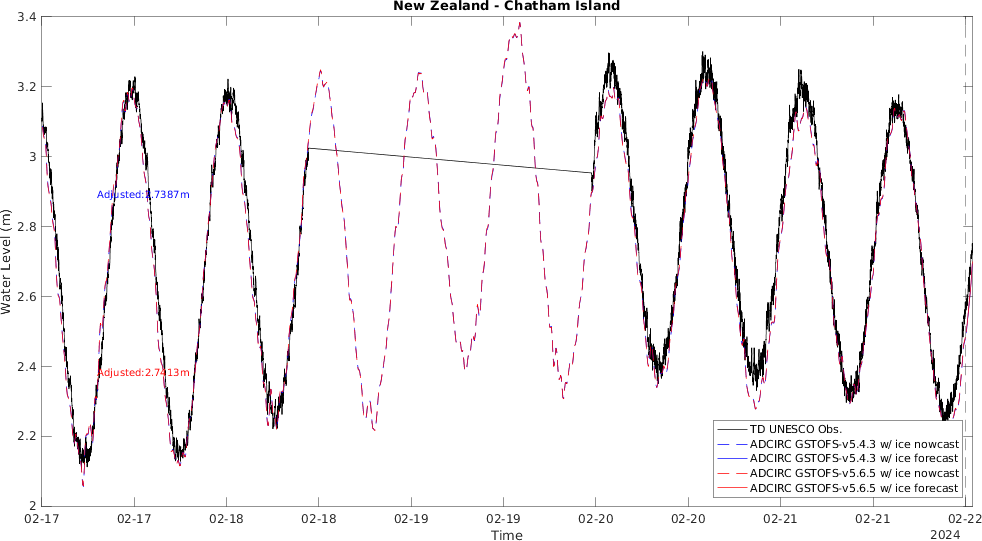 New Zealand - Chatham Island
3.4
3.2
3
2.8
2.6
2.4
2.2
2
Water Level (m)
Adjusted:2.7387m
Adjusted:2.7413m
TD UNESCO Obs.
ADCIRC GSTOFS-v5.4.3 w/ ice nowcast
ADCIRC GSTOFS-v5.4.3 w/ ice forecast
ADCIRC GSTOFS-v5.6.5 w/ ice nowcast
ADCIRC GSTOFS-v5.6.5 w/ ice forecast
02-17 02-17 02-18 02-18 02-19 02-19 02-20 02-20 02-21 02-21 02-22
Time
2024